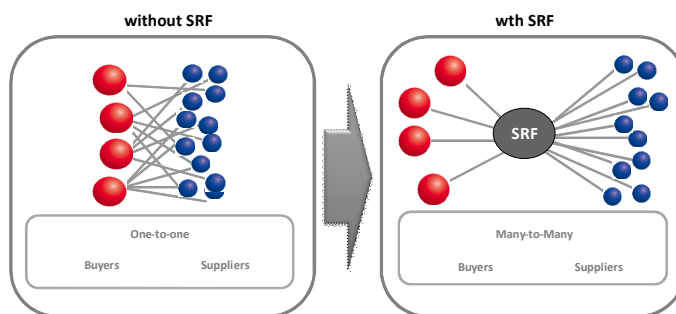 without SRF
One-to-one
Buyers Suppliers
wth SRF
SRF
Many-to-Many
Buyers Suppliers